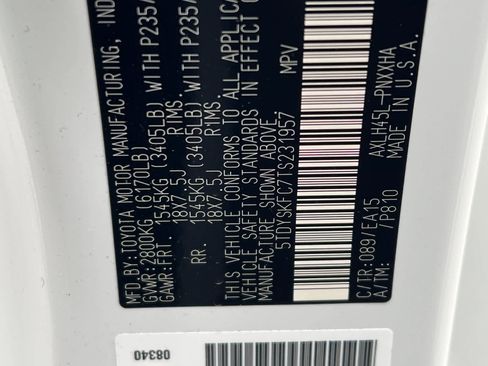 MFD.BY:TOYOTA MOTOR MANUFACTURING, IND
GVWR:2800KG (6170LB)
GAWR:FRT 1545KG (3405LB) WITH P235/
18X7.5J RIMS.
RR. 1545KG (3405LB) WITH P235/
18X7.5J RIMS.
THIS VEHICLE CONFORMS TO ALL APPLICA
VEHICLE SAFETY STANDARDS IN EFFECT O
MANUFACTURE SHOWN ABOVE.
5TDYSKFC7TS231957 MPV
C/TR:089/EA15 AXLH45L-PNXXHA
A/TM: /P810 MADE IN U.S.A.
08340